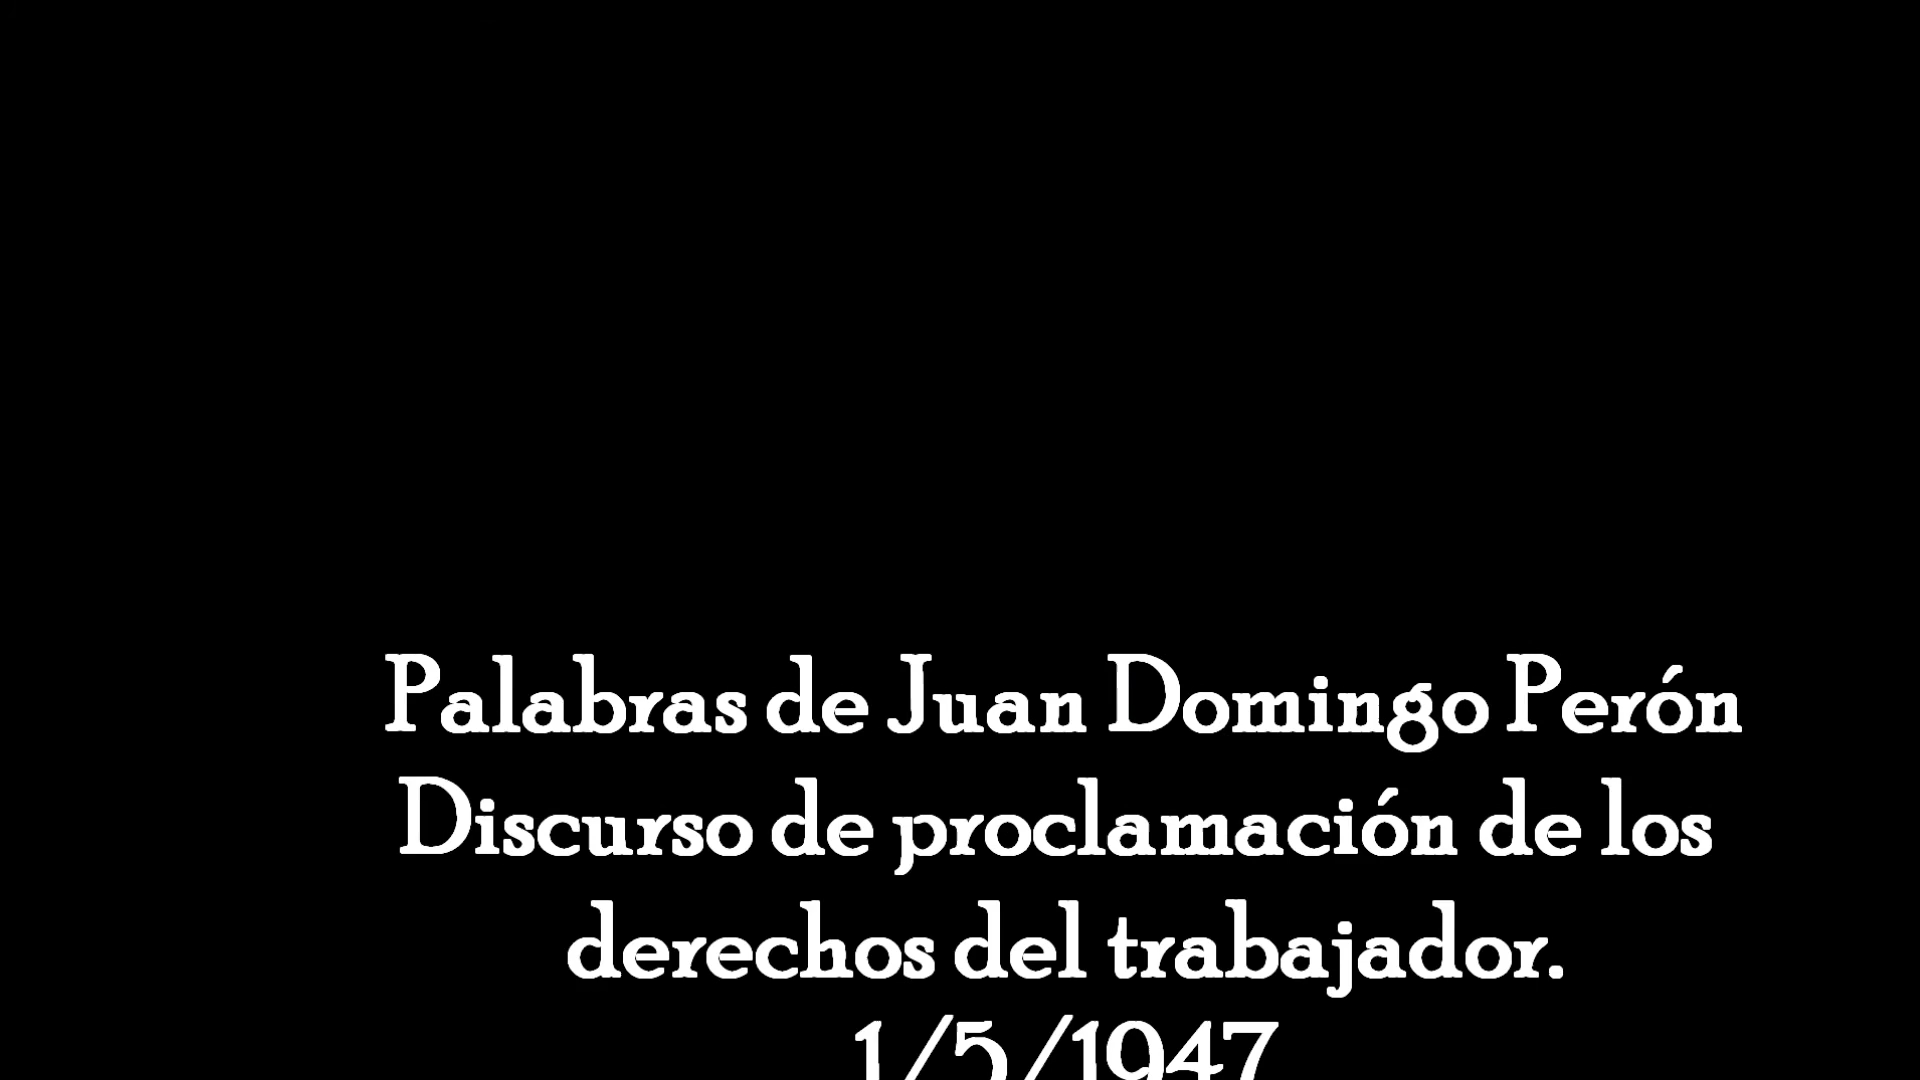 Palabras de Juan Domingo Perón
Discurso de proclamación de los
derechos del trabajador.
1/5/1947